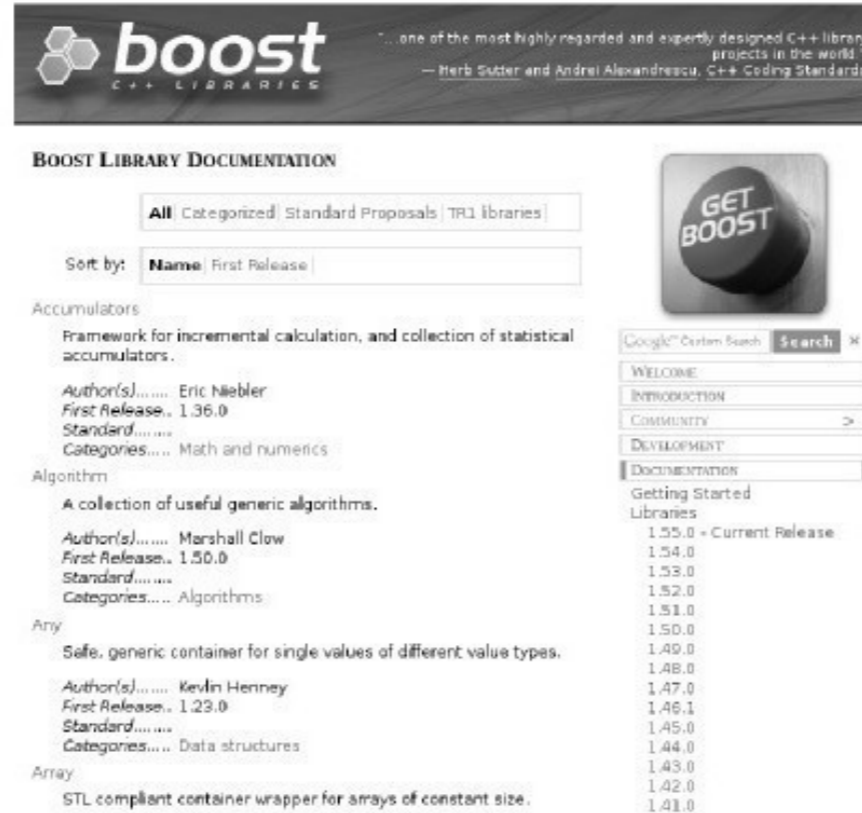 boost
C++ LIBRARIES
"...one of the most highly regarded and expertly designed C++ library
projects in the world."
— Herb Sutter and Andrei Alexandrescu, C++ Coding Standards
BOOST LIBRARY DOCUMENTATION
All Categorized Standard Proposals TR1 libraries
Sort by: Name First Release
Accumulators
Framework for incremental calculation, and collection of statistical
accumulators.
Author(s)....... Eric Niebler
First Release.. 1.36.0
Standard........
Categories..... Math and numerics
Algorithm
A collection of useful generic algorithms.
Author(s)....... Marshall Clow
First Release.. 1.50.0
Standard........
Categories..... Algorithms
Any
Safe, generic container for single values of different value types.
Author(s)....... Kevlin Henney
First Release.. 1.23.0
Standard........
Categories..... Data structures
Array
STL compliant container wrapper for arrays of constant size.
GET
BOOST
Google™ Custom Search Search ×
WELCOME
INTRODUCTION
COMMUNITY >
DEVELOPMENT
DOCUMENTATION
Getting Started
Libraries
1.55.0 - Current Release
1.54.0
1.53.0
1.52.0
1.51.0
1.50.0
1.49.0
1.48.0
1.47.0
1.46.1
1.45.0
1.44.0
1.43.0
1.42.0
1.41.0